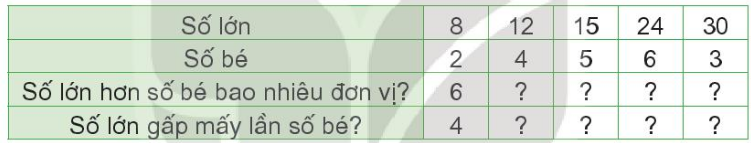 Số lớn 8 12 15 24 30
Số bé 2 4 5 6 3
Số lớn hơn số bé bao nhiêu đơn vị? 6 ? ? ? ?
Số lớn gấp mấy lần số bé? 4 ? ? ? ?